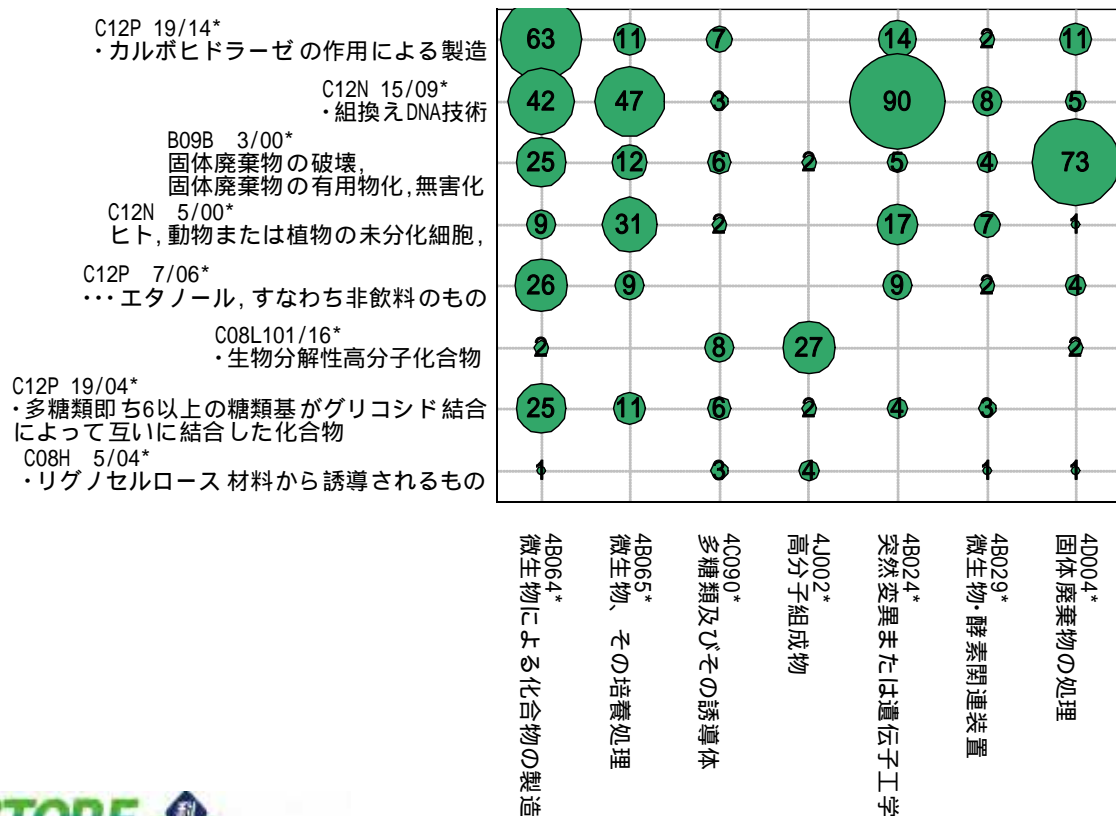 C12P 19/14*
・カルボヒドラーゼの作用による製造
63 11 7 14 2 11
C12N 15/09*
・組換えDNA技術
42 47 3 90 8 5
B09B 3/00*
固体廃棄物の破壊,
固体廃棄物の有用物化,無害化
25 12 6 2 5 4 73
C12N 5/00*
ヒト,動物または植物の未分化細胞,
9 31 2 17 7 1
C12P 7/06*
・・・エタノール,すなわち非飲料のもの
26 9 9 2 4
C08L101/16*
・生物分解性高分子化合物
2 8 27 2
C12P 19/04*
・多糖類即ち6以上の糖類基がグリコシド結合
によって互いに結合した化合物
25 11 6 2 4 3
C08H 5/04*
・リグノセルロース材料から誘導されるもの
1 3 4 1 1
4B064*
微生物による化合物の製造
4B065*
微生物、その培養処理
4C090*
多糖類及びその誘導体
4J002*
高分子組成物
4B024*
突然変異または遺伝子工学
4B029*
微生物・酵素関連装置
4D004*
固体廃棄物の処理